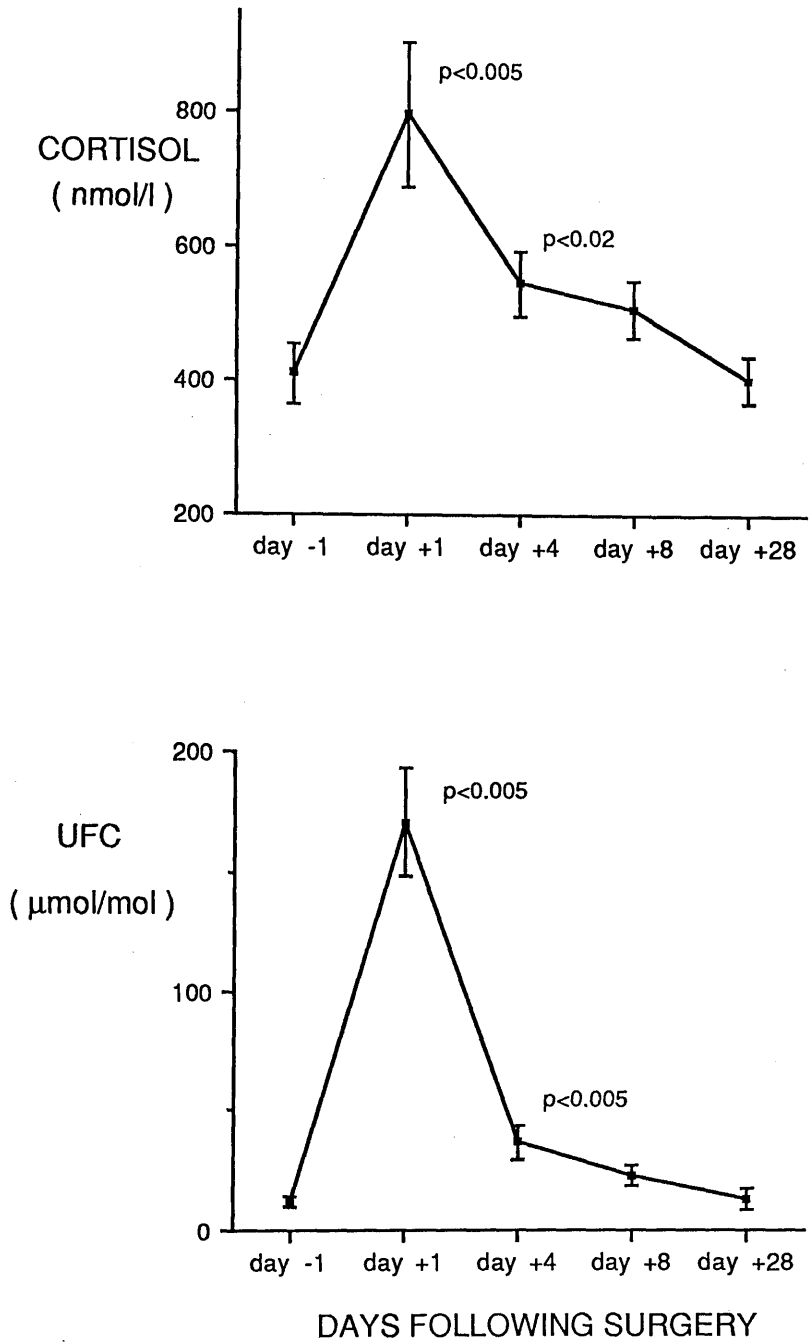 p<0.005
800
CORTISOL
( nmol/l )
p<0.02
600
400
200
day -1 day +1 day +4 day +8 day +28
200
p<0.005
UFC
( μmol/mol )
100
p<0.005
0
day -1 day +1 day +4 day +8 day +28
DAYS FOLLOWING SURGERY